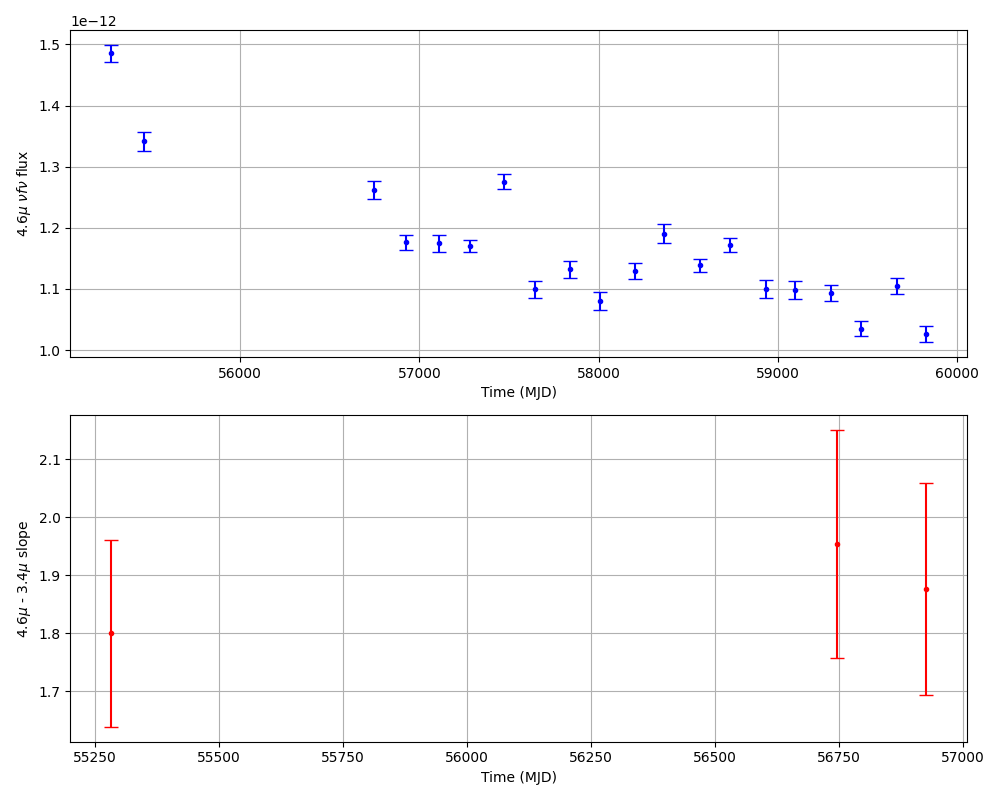 1e−12
1.5
1.4
1.3
1.2
1.1
1.0
4.6μ νfν flux
56000 57000 58000 59000 60000
Time (MJD)
2.1
2.0
1.9
1.8
1.7
4.6μ - 3.4μ slope
55250 55500 55750 56000 56250 56500 56750 57000
Time (MJD)